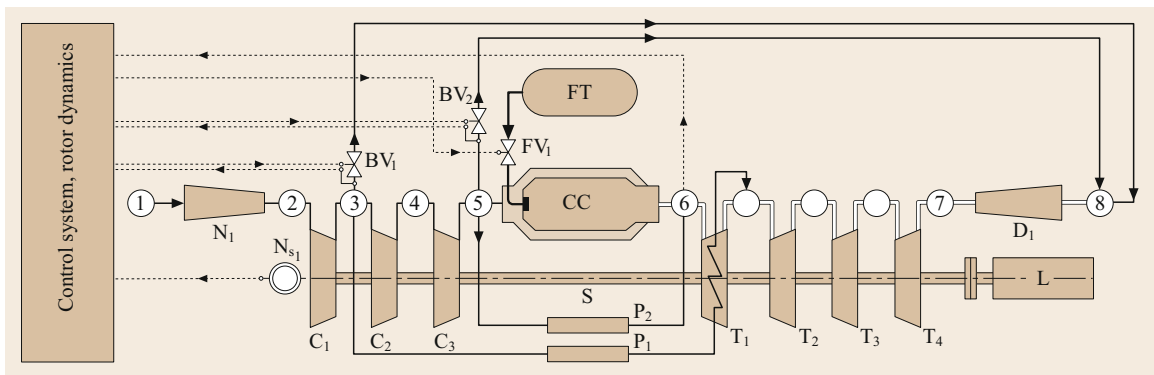 Control system, rotor dynamics
BV₂
FT
BV₁
FV₁
CC
1
2
3
4
5
6
7
8
N₁
D₁
Nₛ₁
S
L
P₂
P₁
C₁
C₂
C₃
T₁
T₂
T₃
T₄